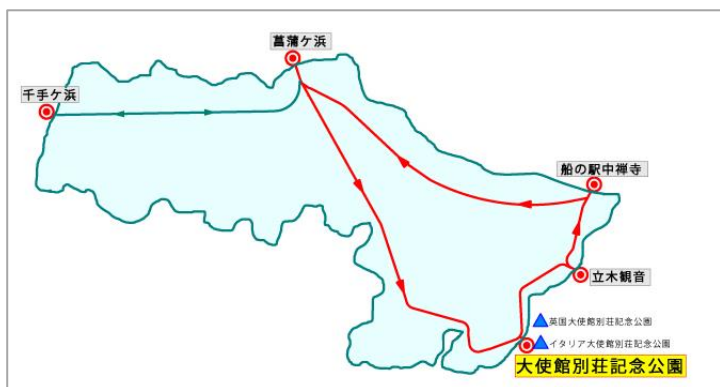 菖蒲ケ浜
千手ケ浜
船の駅中禅寺
立木観音
英国大使館別荘記念公園
イタリア大使館別荘記念公園
大使館別荘記念公園